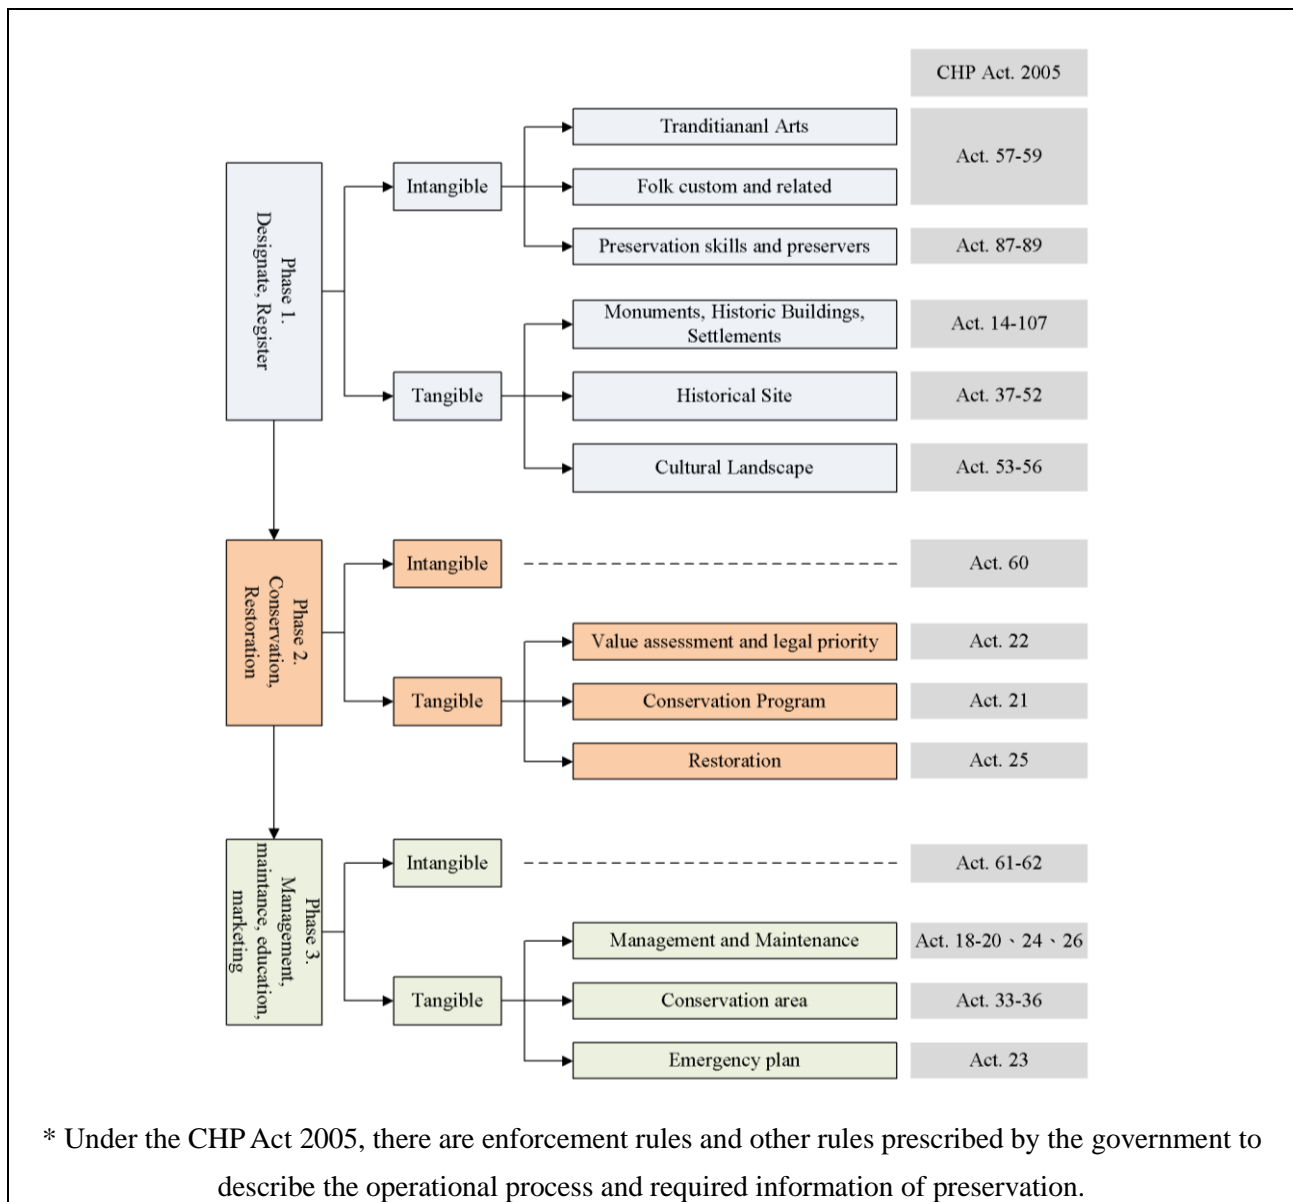 CHP Act. 2005
Phase 1.
Designate, Register
Intangible
Tranditiananl Arts
Folk custom and related
Act. 57-59
Preservation skills and preservers
Act. 87-89
Tangible
Monuments, Historic Buildings,
Settlements
Act. 14-107
Historical Site
Act. 37-52
Cultural Landscape
Act. 53-56
Phase 2.
Conservation,
Restoration
Intangible
Act. 60
Tangible
Value assessment and legal priority
Act. 22
Conservation Program
Act. 21
Restoration
Act. 25
Phase 3.
Management,
maintance, education,
marketing
Intangible
Act. 61-62
Tangible
Management and Maintenance
Act. 18-20、24、26
Conservation area
Act. 33-36
Emergency plan
Act. 23
* Under the CHP Act 2005, there are enforcement rules and other rules prescribed by the government to
describe the operational process and required information of preservation.